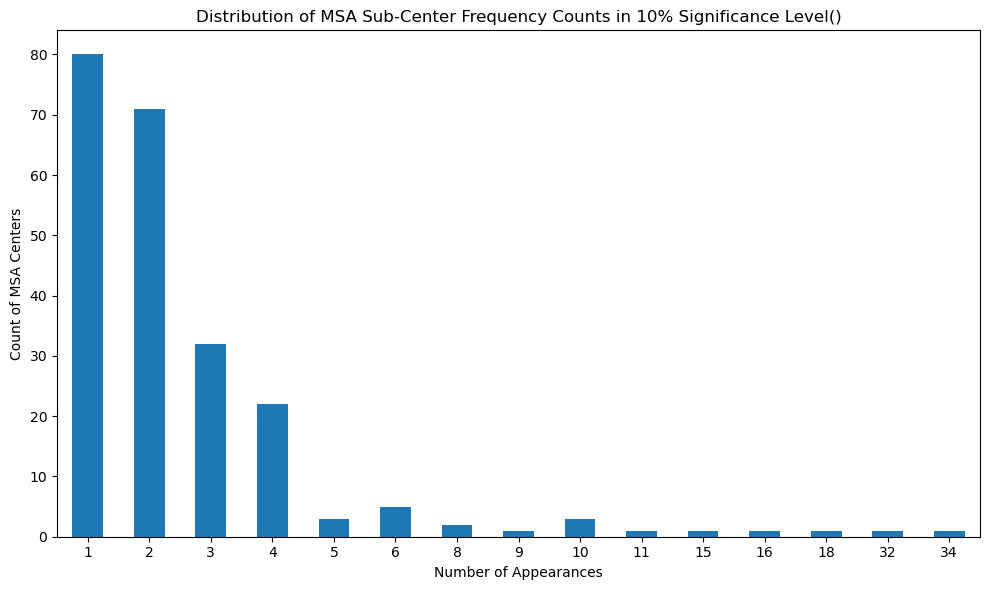 Distribution of MSA Sub-Center Frequency Counts in 10% Significance Level()
Count of MSA Centers
80
70
60
50
40
30
20
10
0
1 2 3 4 5 6 8 9 10 11 15 16 18 32 34
Number of Appearances